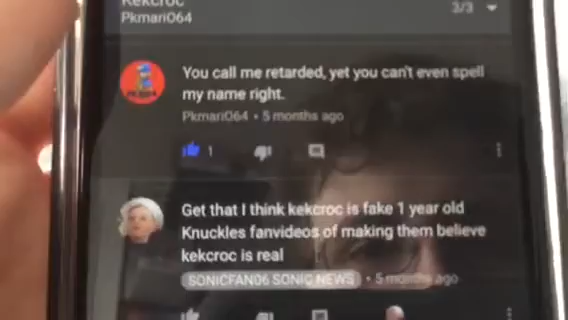 Kekcroc
PkmariO64
3/3
You call me retarded, yet you can't even spell
my name right.
PkmariO64 • 5 months ago
1
Get that I think kekcroc is fake 1 year old
Knuckles fanvideos of making them believe
kekcroc is real
SONICFAN06 SONIC NEWS • 5 months ago